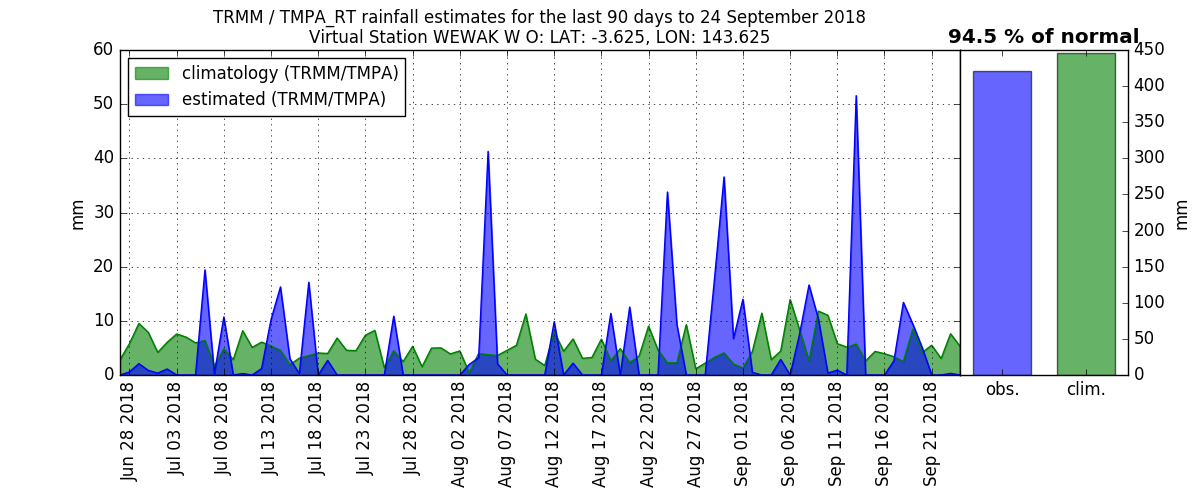 TRMM / TMPA_RT rainfall estimates for the last 90 days to 24 September 2018
Virtual Station WEWAK W O: LAT: -3.625, LON: 143.625
94.5 % of normal
climatology (TRMM/TMPA)
estimated (TRMM/TMPA)
60
50
40
30
20
10
0
mm
450
400
350
300
250
200
150
100
50
0
mm
Jun 28 2018
Jul 03 2018
Jul 08 2018
Jul 13 2018
Jul 18 2018
Jul 23 2018
Jul 28 2018
Aug 02 2018
Aug 07 2018
Aug 12 2018
Aug 17 2018
Aug 22 2018
Aug 27 2018
Sep 01 2018
Sep 06 2018
Sep 11 2018
Sep 16 2018
Sep 21 2018
obs.
clim.